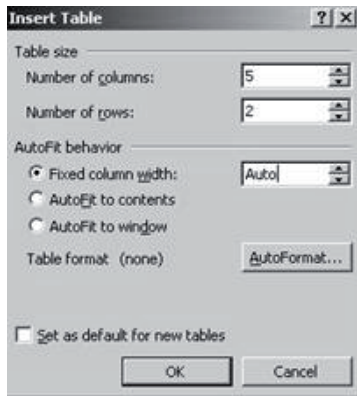 Insert Table ? ×
Table size
Number of columns: 5
Number of rows: 2
AutoFit behavior
Fixed column width: Auto
AutoFit to contents
AutoFit to window
Table format (none) AutoFormat...
Set as default for new tables
OK Cancel